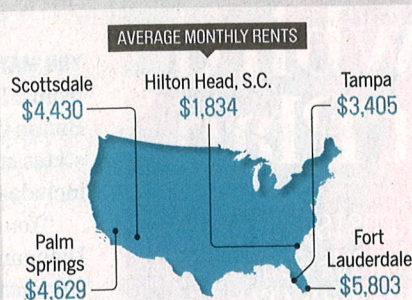 AVERAGE MONTHLY RENTS
Scottsdale
$4,430
Hilton Head, S.C.
$1,834
Tampa
$3,405
Palm
Springs
$4,629
Fort
Lauderdale
$5,803